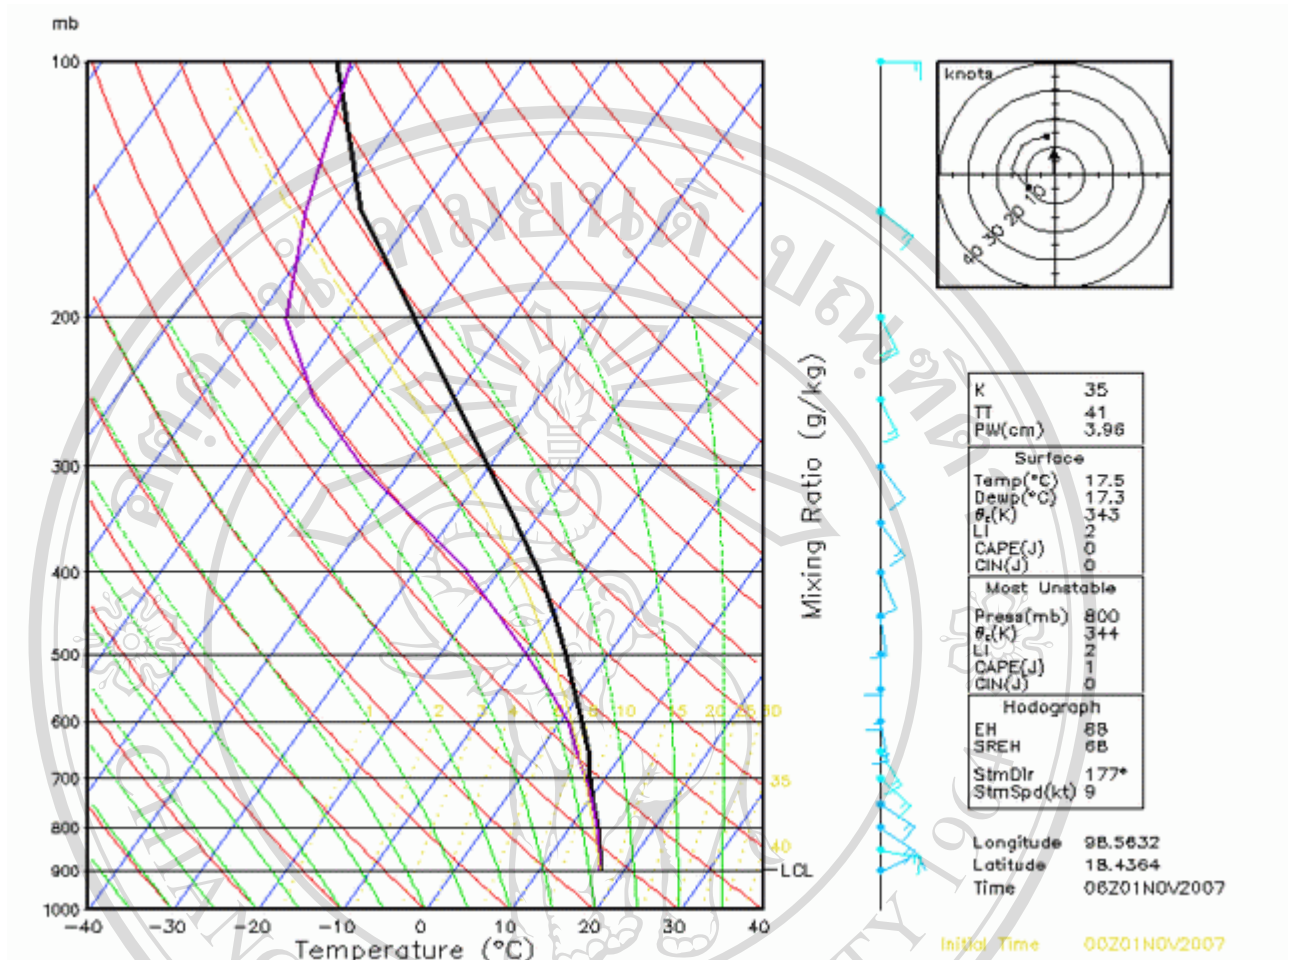 mb
knots
100
200
300
400
500
600
700
800
900
1000
-40 -30 -20 -10 0 10 20 30 40
Temperature (°C)
Mixing Ratio (g/kg)
1 2 3 4 10 15 20 25 30
35
40
LCL
40 30 20 10
K 35
TT 41
PW(cm) 3.96
Surface
Temp(°C) 17.5
Dewp(°C) 17.3
θE(K) 343
LI 2
CAPE(J) 0
CIN(J) 0
Most Unstable
Press(mb) 800
θE(K) 344
LI 2
CAPE(J) 1
CIN(J) 0
Hodograph
EH 68
SREH 68
StmDir 177°
StmSpd(kt) 9
Longitude 98.5632
Latitude 18.4364
Time 06Z01NOV2007
Initial Time 00Z01NOV2007
1964